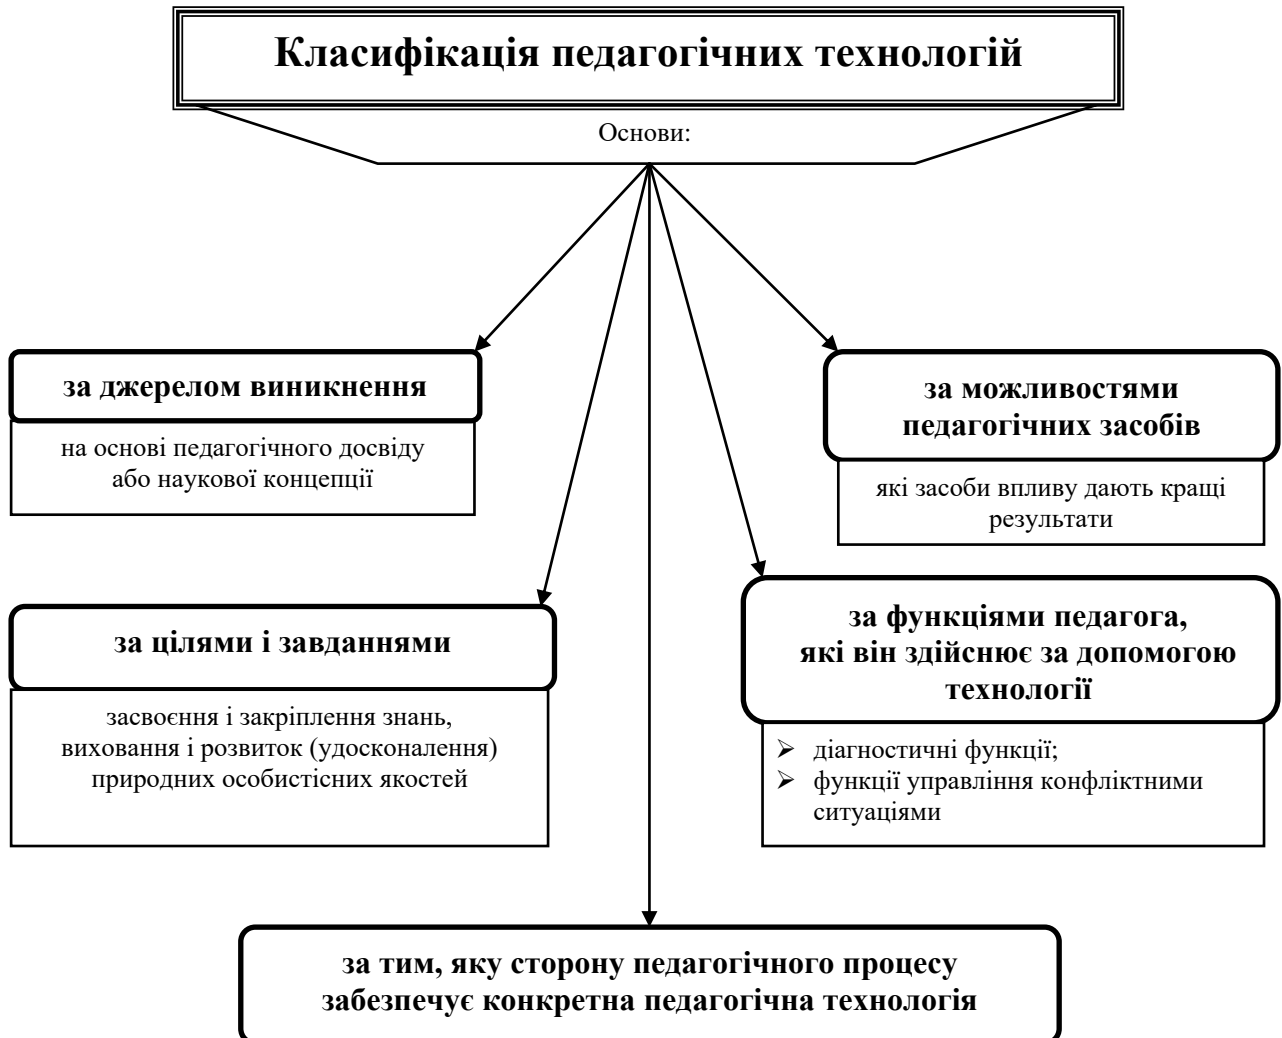 Класифікація педагогічних технологій
Основи:
за джерелом виникнення
на основі педагогічного досвіду
або наукової концепції
за можливостями
педагогічних засобів
які засоби впливу дають кращі
результати
за цілями і завданнями
засвоєння і закріплення знань,
виховання і розвиток (удосконалення)
природних особистісних якостей
за функціями педагога,
які він здійснює за допомогою
технології
➢ діагностичні функції;
➢ функції управління конфліктними
ситуаціями
за тим, яку сторону педагогічного процесу
забезпечує конкретна педагогічна технологія